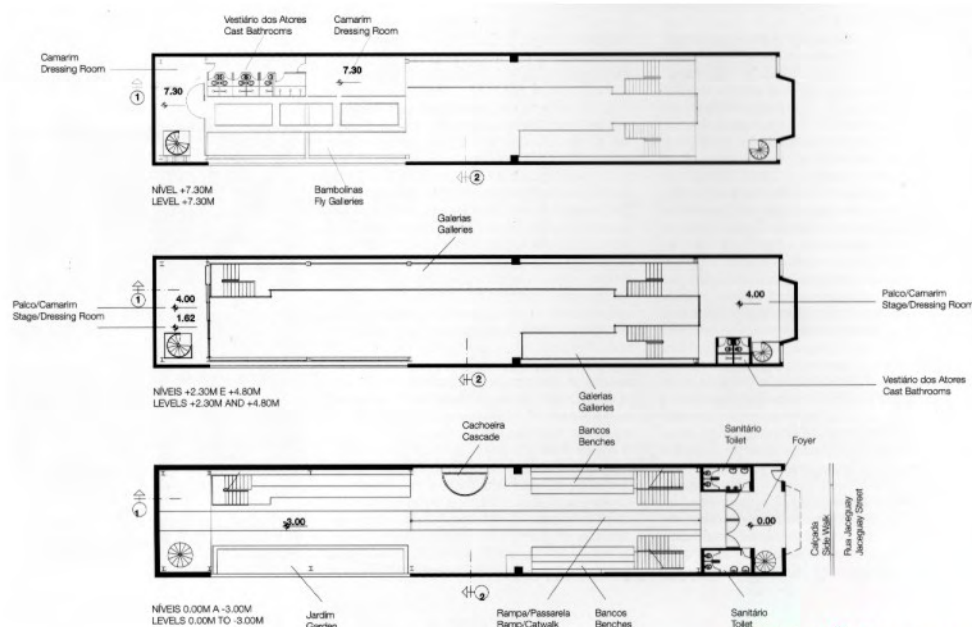 Vestiário dos Atores
Cast Bathrooms
Camarim
Dressing Room
Camarim
Dressing Room
7.30
7.30
1
2
NÍVEL +7.30M
LEVEL +7.30M
Bambolinas
Fly Galleries
Galerias
Galleries
1
Palco/Camarim
Stage/Dressing Room
4.00
1.62
4.00
Palco/Camarim
Stage/Dressing Room
2
NÍVEIS +2.30M E +4.80M
LEVELS +2.30M AND +4.80M
Galerias
Galleries
Vestiário dos Atores
Cast Bathrooms
Cachoeira
Cascade
Bancos
Benches
Sanitário
Toilet
Foyer
1
-3.00
0.00
Calçada
Side Walk
Rua Jaceguay
Jaceguay Street
2
NÍVEIS 0.00M A -3.00M
LEVELS 0.00M TO -3.00M
Jardim
Garden
Rampa/Passarela
Ramp/Catwalk
Bancos
Benches
Sanitário
Toilet